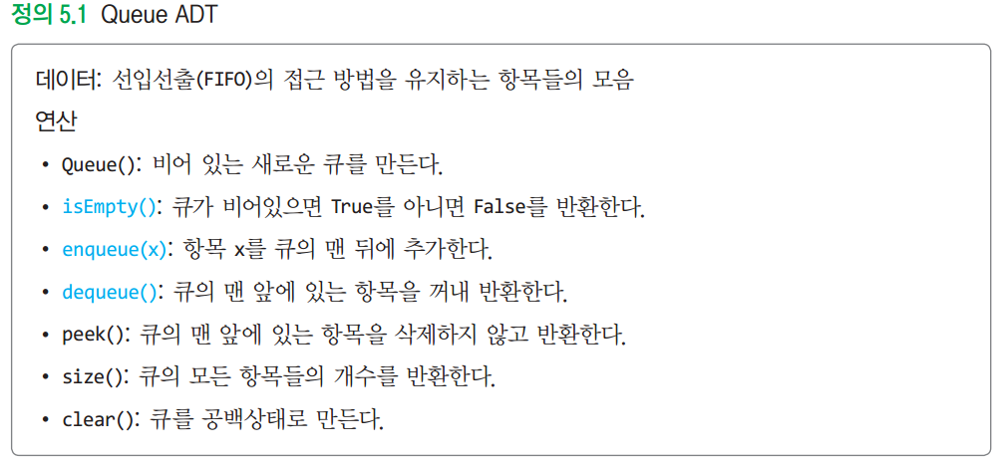 정의 5.1 Queue ADT
데이터: 선입선출(FIFO)의 접근 방법을 유지하는 항목들의 모음
연산
• Queue(): 비어 있는 새로운 큐를 만든다.
• isEmpty(): 큐가 비어있으면 True를 아니면 False를 반환한다.
• enqueue(x): 항목 x를 큐의 맨 뒤에 추가한다.
• dequeue(): 큐의 맨 앞에 있는 항목을 꺼내 반환한다.
• peek(): 큐의 맨 앞에 있는 항목을 삭제하지 않고 반환한다.
• size(): 큐의 모든 항목들의 개수를 반환한다.
• clear(): 큐를 공백상태로 만든다.